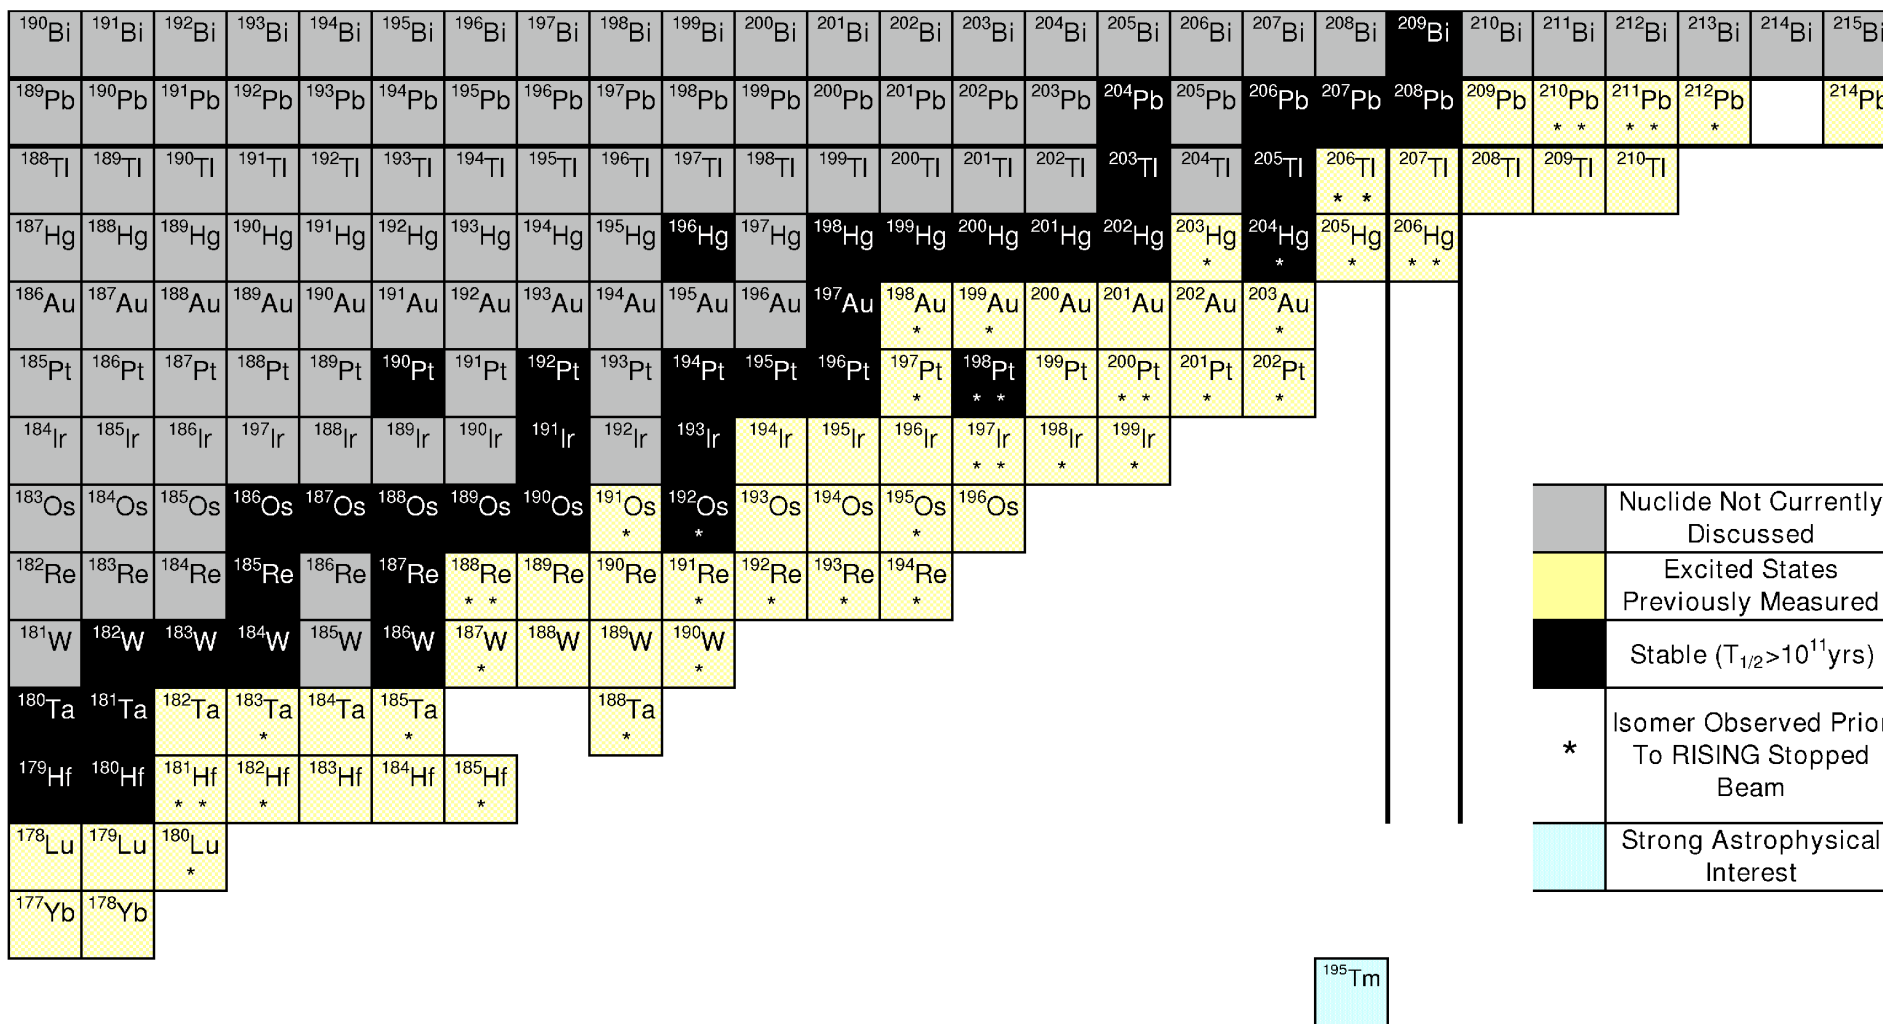 190Bi 191Bi 192Bi 193Bi 194Bi 195Bi 196Bi 197Bi 198Bi 199Bi 200Bi 201Bi 202Bi 203Bi 204Bi 205Bi 206Bi 207Bi 208Bi 209Bi 210Bi 211Bi 212Bi 213Bi 214Bi 215Bi
189Pb 190Pb 191Pb 192Pb 193Pb 194Pb 195Pb 196Pb 197Pb 198Pb 199Pb 200Pb 201Pb 202Pb 203Pb 204Pb 205Pb 206Pb 207Pb 208Pb 209Pb 210Pb 211Pb 212Pb 214Pb
* * * * *
188Tl 189Tl 190Tl 191Tl 192Tl 193Tl 194Tl 195Tl 196Tl 197Tl 198Tl 199Tl 200Tl 201Tl 202Tl 203Tl 204Tl 205Tl 206Tl 207Tl 208Tl 209Tl 210Tl
* *
187Hg 188Hg 189Hg 190Hg 191Hg 192Hg 193Hg 194Hg 195Hg 196Hg 197Hg 198Hg 199Hg 200Hg 201Hg 202Hg 203Hg 204Hg 205Hg 206Hg
* * * * *
186Au 187Au 188Au 189Au 190Au 191Au 192Au 193Au 194Au 195Au 196Au 197Au 198Au 199Au 200Au 201Au 202Au 203Au
* * *
185Pt 186Pt 187Pt 188Pt 189Pt 190Pt 191Pt 192Pt 193Pt 194Pt 195Pt 196Pt 197Pt 198Pt 199Pt 200Pt 201Pt 202Pt
* * * * * * *
184Ir 185Ir 186Ir 197Ir 188Ir 189Ir 190Ir 191Ir 192Ir 193Ir 194Ir 195Ir 196Ir 197Ir 198Ir 199Ir
* * * *
183Os 184Os 185Os 186Os 187Os 188Os 189Os 190Os 191Os 192Os 193Os 194Os 195Os 196Os
* * *
182Re 183Re 184Re 185Re 186Re 187Re 188Re 189Re 190Re 191Re 192Re 193Re 194Re
* * * * * *
181W 182W 183W 184W 185W 186W 187W 188W 189W 190W
* *
180Ta 181Ta 182Ta 183Ta 184Ta 185Ta 188Ta
* * *
179Hf 180Hf 181Hf 182Hf 183Hf 184Hf 185Hf
* * * *
178Lu 179Lu 180Lu
*
177Yb 178Yb
195Tm
Nuclide Not Currently
Discussed
Excited States
Previously Measured
Stable (T1/2>10^11yrs)
* Isomer Observed Prior
To RISING Stopped
Beam
Strong Astrophysical
Interest